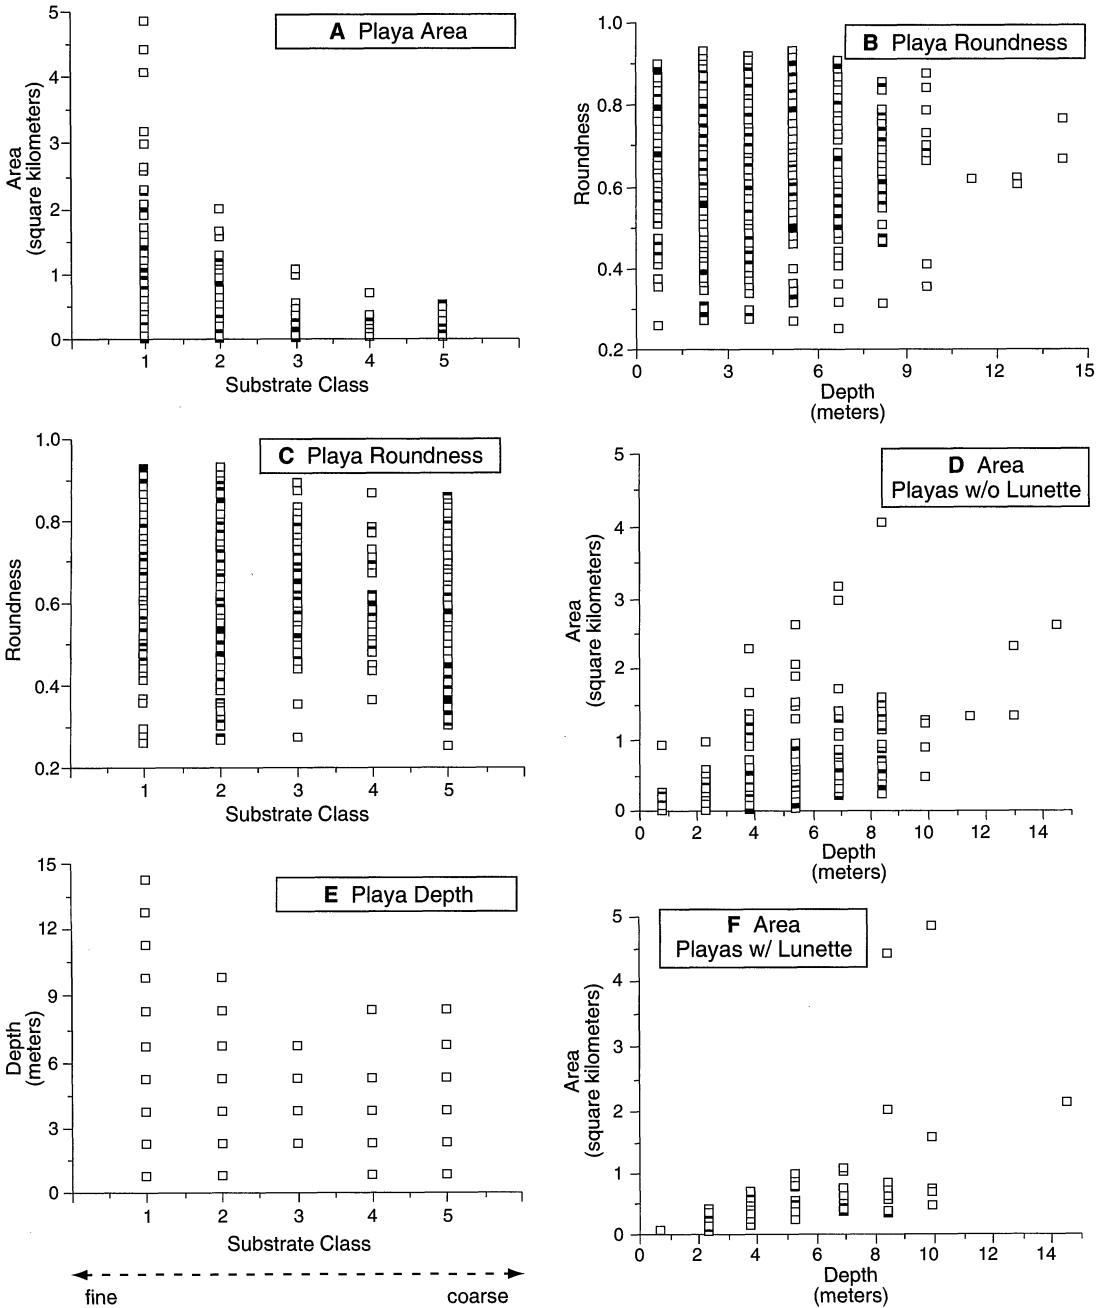 A Playa Area
5
4
3
2
1
0
Area
(square kilometers)
1 2 3 4 5
Substrate Class
B Playa Roundness
1.0
0.8
0.6
0.4
0.2
Roundness
0 3 6 9 12 15
Depth
(meters)
C Playa Roundness
1.0
0.8
0.6
0.4
0.2
Roundness
1 2 3 4 5
Substrate Class
D Area
Playas w/o Lunette
5
4
3
2
1
0
Area
(square kilometers)
0 2 4 6 8 10 12 14
Depth
(meters)
E Playa Depth
15
12
9
6
3
0
Depth
(meters)
1 2 3 4 5
Substrate Class
fine coarse
F Area
Playas w/ Lunette
5
4
3
2
1
0
Area
(square kilometers)
0 2 4 6 8 10 12 14
Depth
(meters)